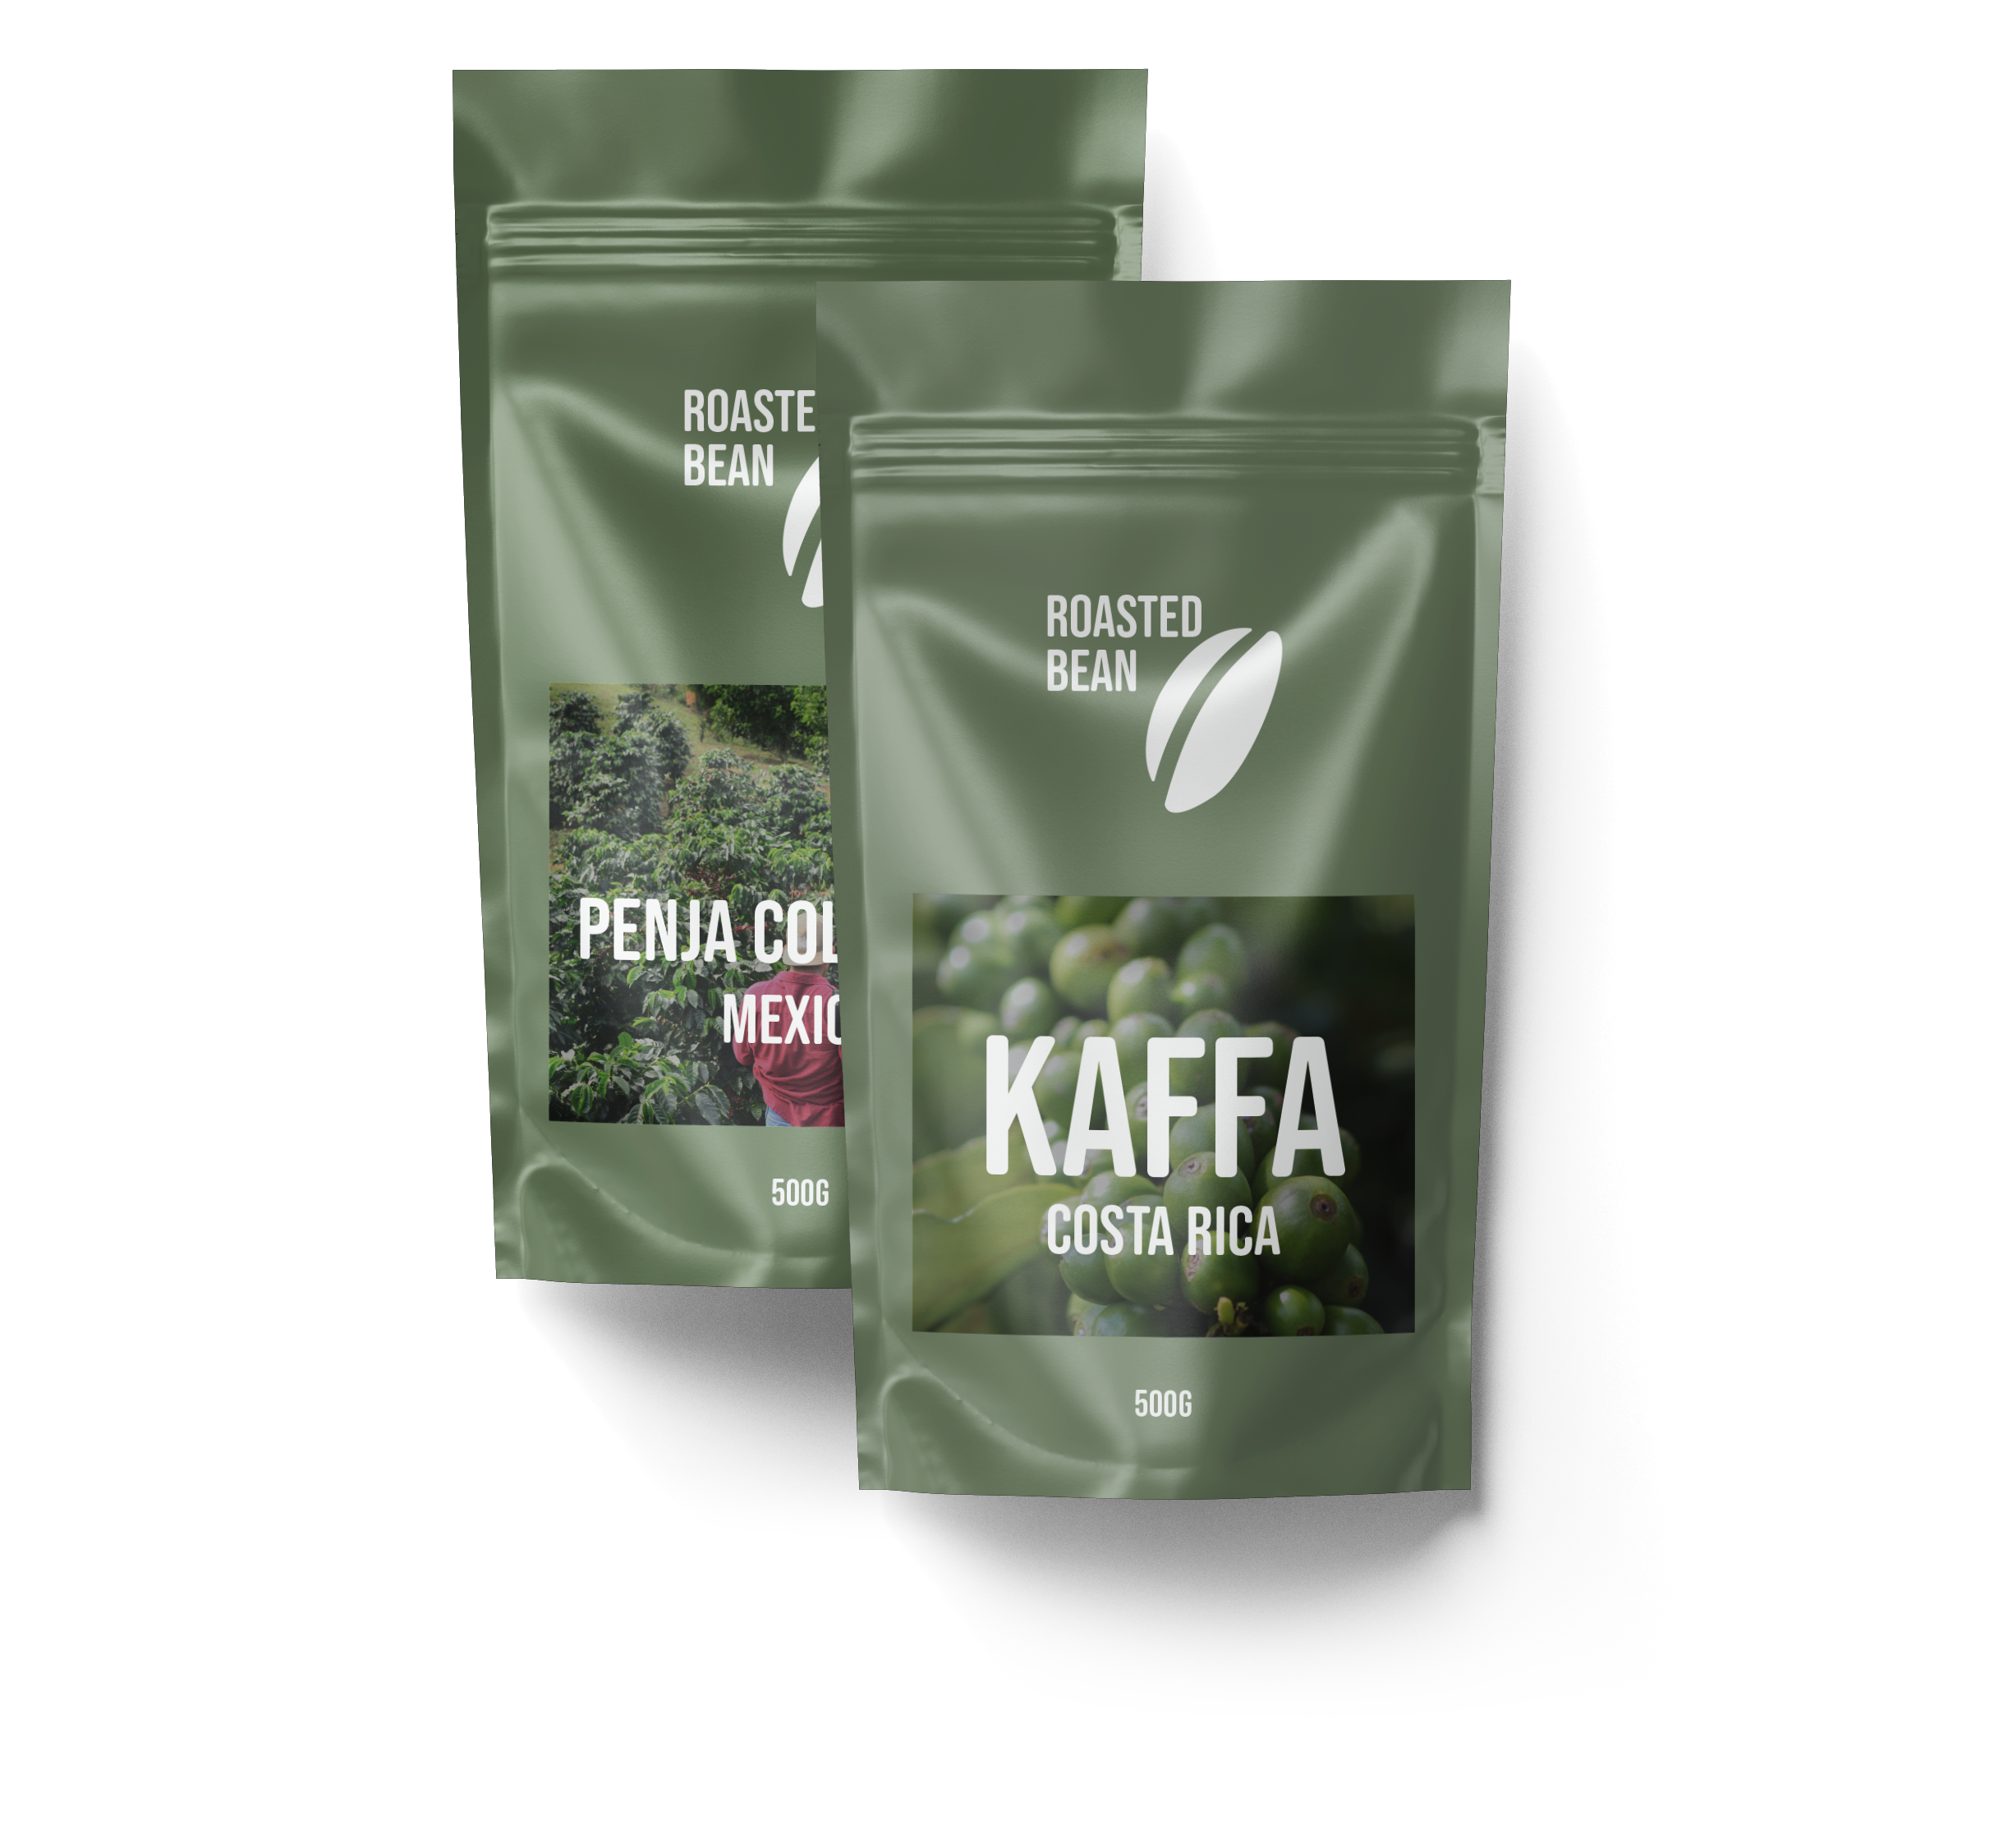 ROASTE
BEAN
PENJA COL
MEXIC
500G
ROASTED
BEAN
KAFFA
COSTA RICA
500G